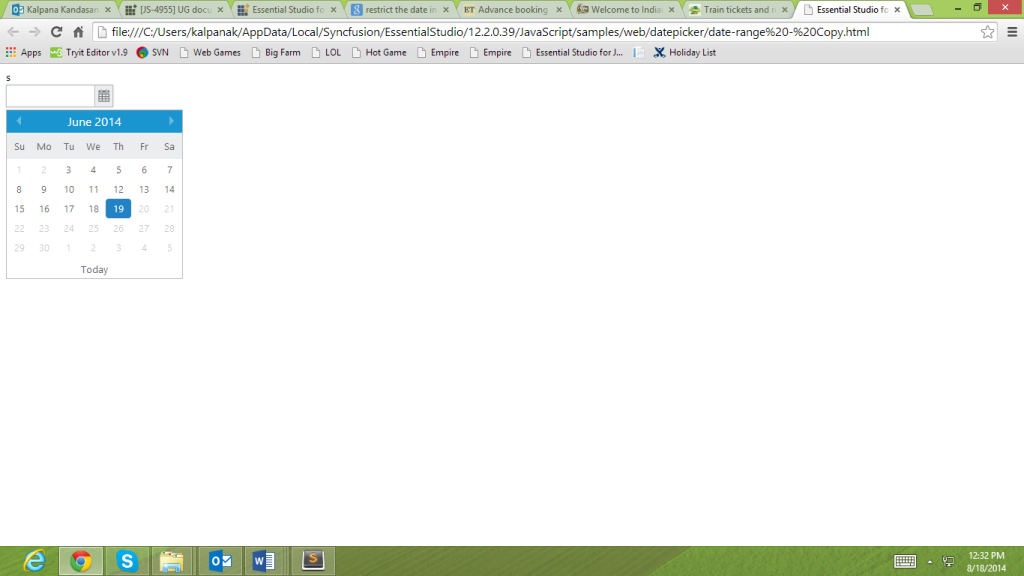 Kalpana Kandasan [JS-4955] UG docu Essential Studio fo restrict the date in Advance booking Welcome to India Train tickets and Essential Studio fo
file:///C:/Users/kalpanak/AppData/Local/Syncfusion/EssentialStudio/12.2.0.39/JavaScript/samples/web/datepicker/date-range%20-%20Copy.html
Apps Tryit Editor v1.9 SVN Web Games Big Farm LOL Hot Game Empire Empire Essential Studio for J... Holiday List
s
June 2014
Su Mo Tu We Th Fr Sa
1 2 3 4 5 6 7
8 9 10 11 12 13 14
15 16 17 18 19 20 21
22 23 24 25 26 27 28
29 30 1 2 3 4 5
Today
12:32 PM
8/18/2014